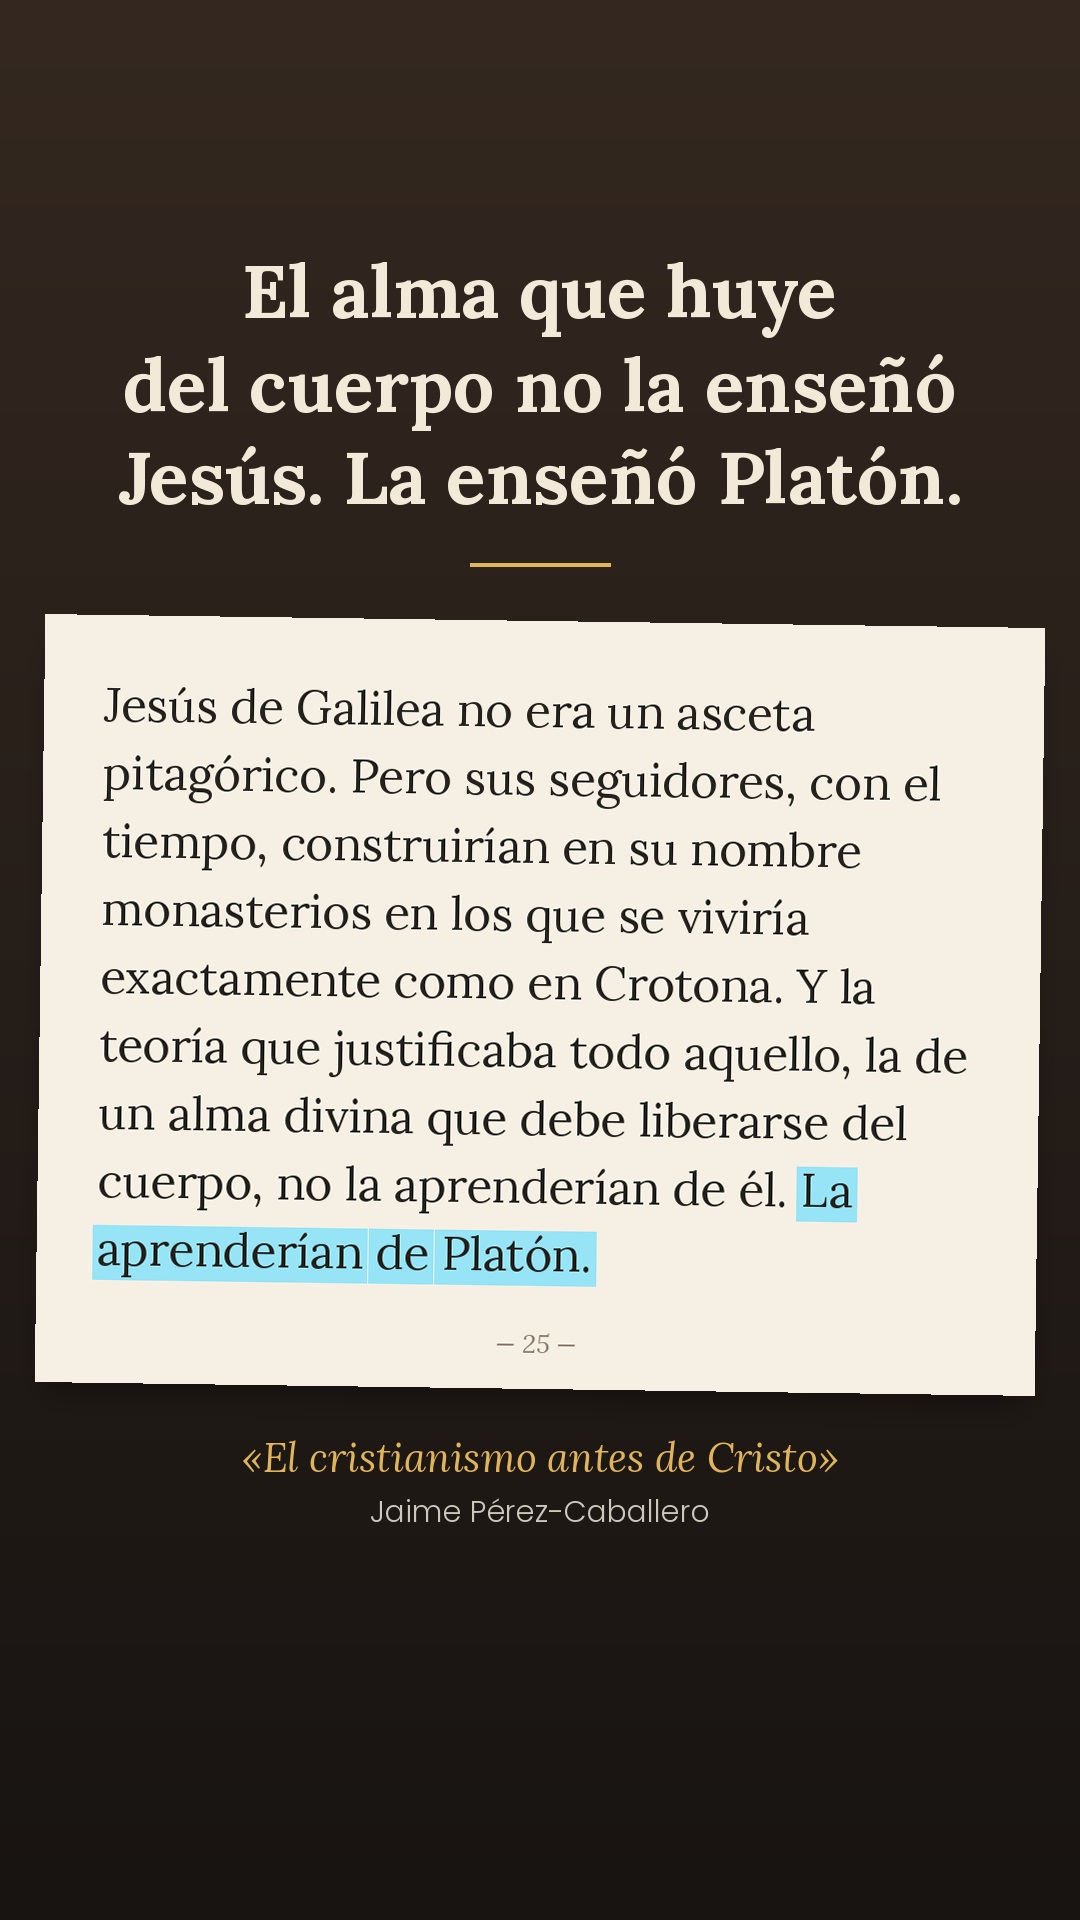 El alma que huye
del cuerpo no la enseñó
Jesús. La enseñó Platón.
Jesús de Galilea no era un asceta
pitagórico. Pero sus seguidores, con el
tiempo, construirían en su nombre
monasterios en los que se viviría
exactamente como en Crotona. Y la
teoría que justificaba todo aquello, la de
un alma divina que debe liberarse del
cuerpo, no la aprenderían de él. La
aprenderían de Platón.
— 25 —
«El cristianismo antes de Cristo»
Jaime Pérez-Caballero